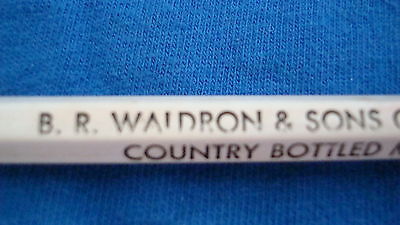 B. R. WALDRON & SONS C
COUNTRY BOTTLED M